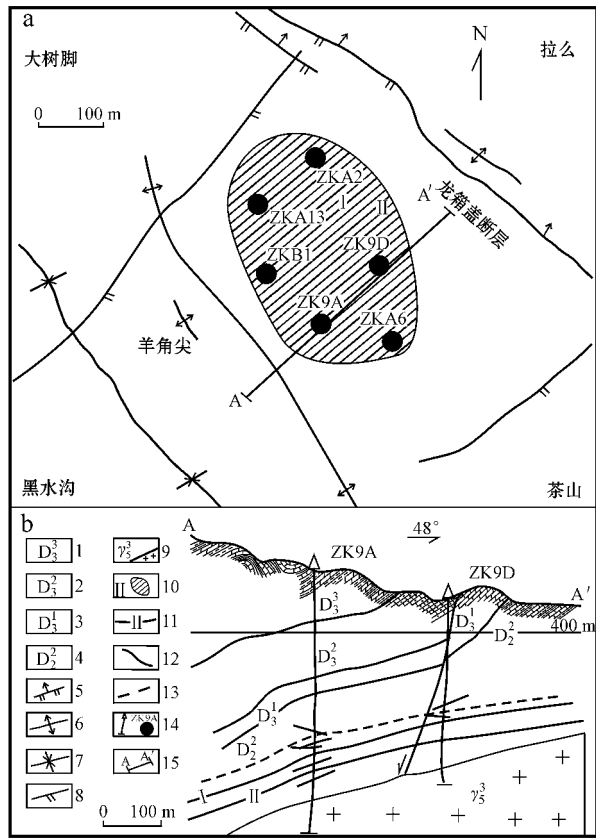 a
大树脚
拉么
N
0 100 m
ZKA2
I II
A′
龙箱盖断层
ZKA13
ZKB1
ZK9D
ZK9A
ZKA6
羊角尖
A
黑水沟
茶山
b
A
48°
ZK9A
ZK9D
A′
400 m
D₃³
D₃¹
D₂²
D₃²
D₃¹
D₂²
I
II
γ₅³
D₃³ 1
D₃² 2
D₃¹ 3
D₂² 4
5
6
7
8
γ₅³ 9
II 10
II 11
12
13
ZK9A 14
A A′ 15
0 100 m